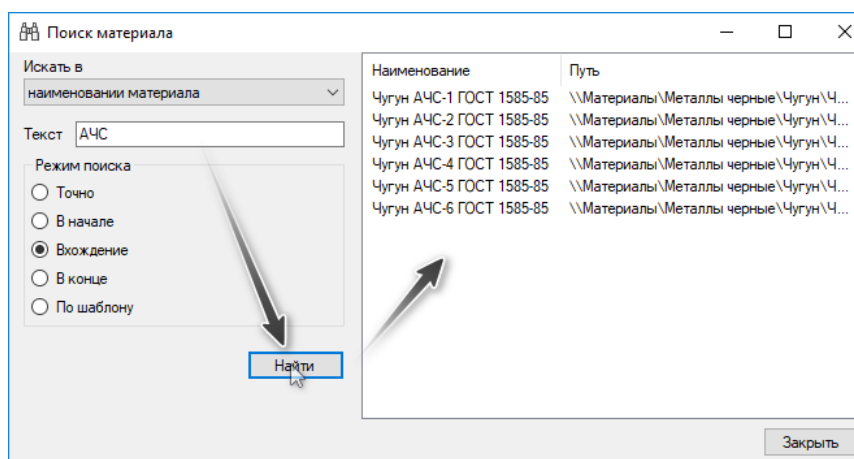 Поиск материала
Искать в
наименовании материала
Текст АЧС
Режим поиска
Точно
В начале
Вхождение
В конце
По шаблону
Найти
Наименование Путь
Чугун АЧС-1 ГОСТ 1585-85 \\Материалы\Металлы черные\Чугун\Ч...
Чугун АЧС-2 ГОСТ 1585-85 \\Материалы\Металлы черные\Чугун\Ч...
Чугун АЧС-3 ГОСТ 1585-85 \\Материалы\Металлы черные\Чугун\Ч...
Чугун АЧС-4 ГОСТ 1585-85 \\Материалы\Металлы черные\Чугун\Ч...
Чугун АЧС-5 ГОСТ 1585-85 \\Материалы\Металлы черные\Чугун\Ч...
Чугун АЧС-6 ГОСТ 1585-85 \\Материалы\Металлы черные\Чугун\Ч...
Закрыть